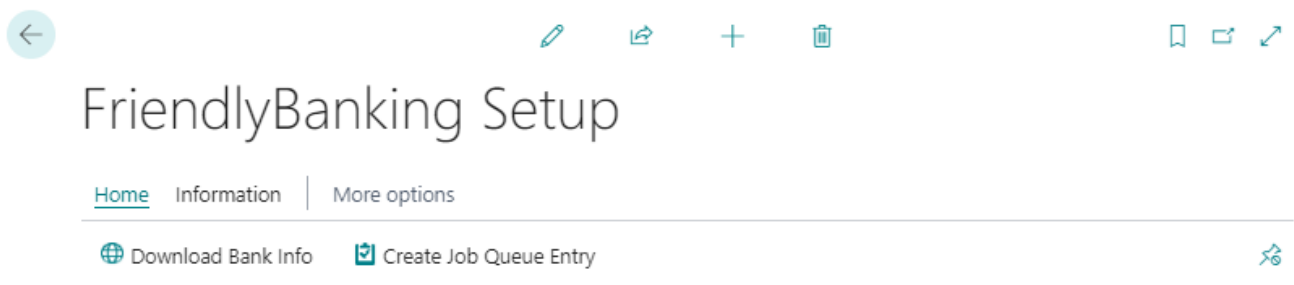 FriendlyBanking Setup
Home Information More options
Download Bank Info Create Job Queue Entry